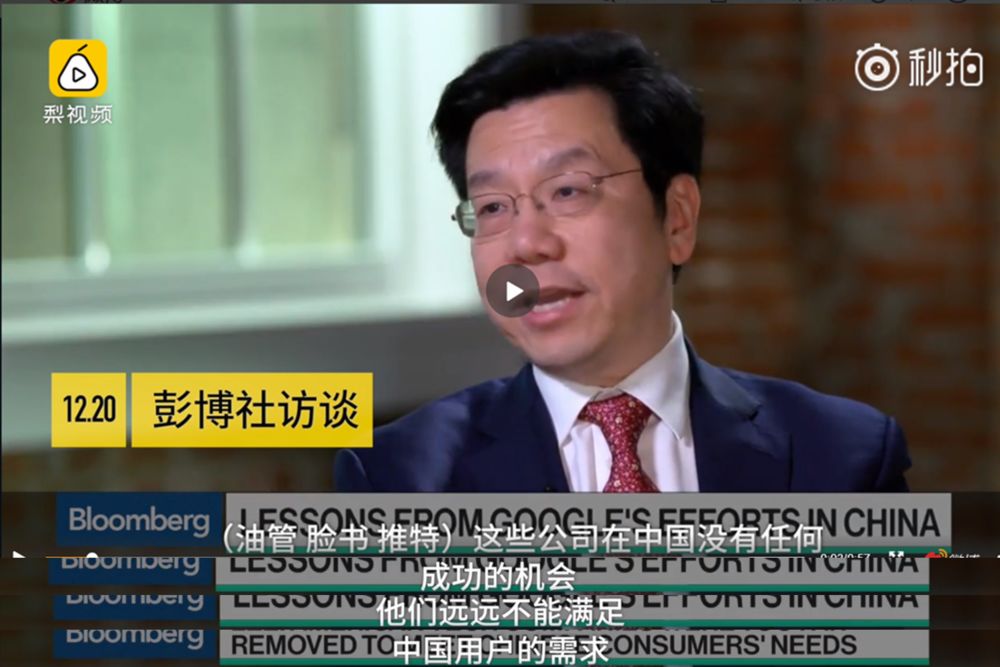 梨视频
秒拍
12.20 彭博社访谈
Bloomberg LESSONS FROM GOOGLE'S EFFORTS IN CHINA
（油管 脸书 推特）这些公司在中国没有任何
成功的机会
他们远远不能满足
中国用户的需求
REMOVED TO
CONSUMERS' NEEDS